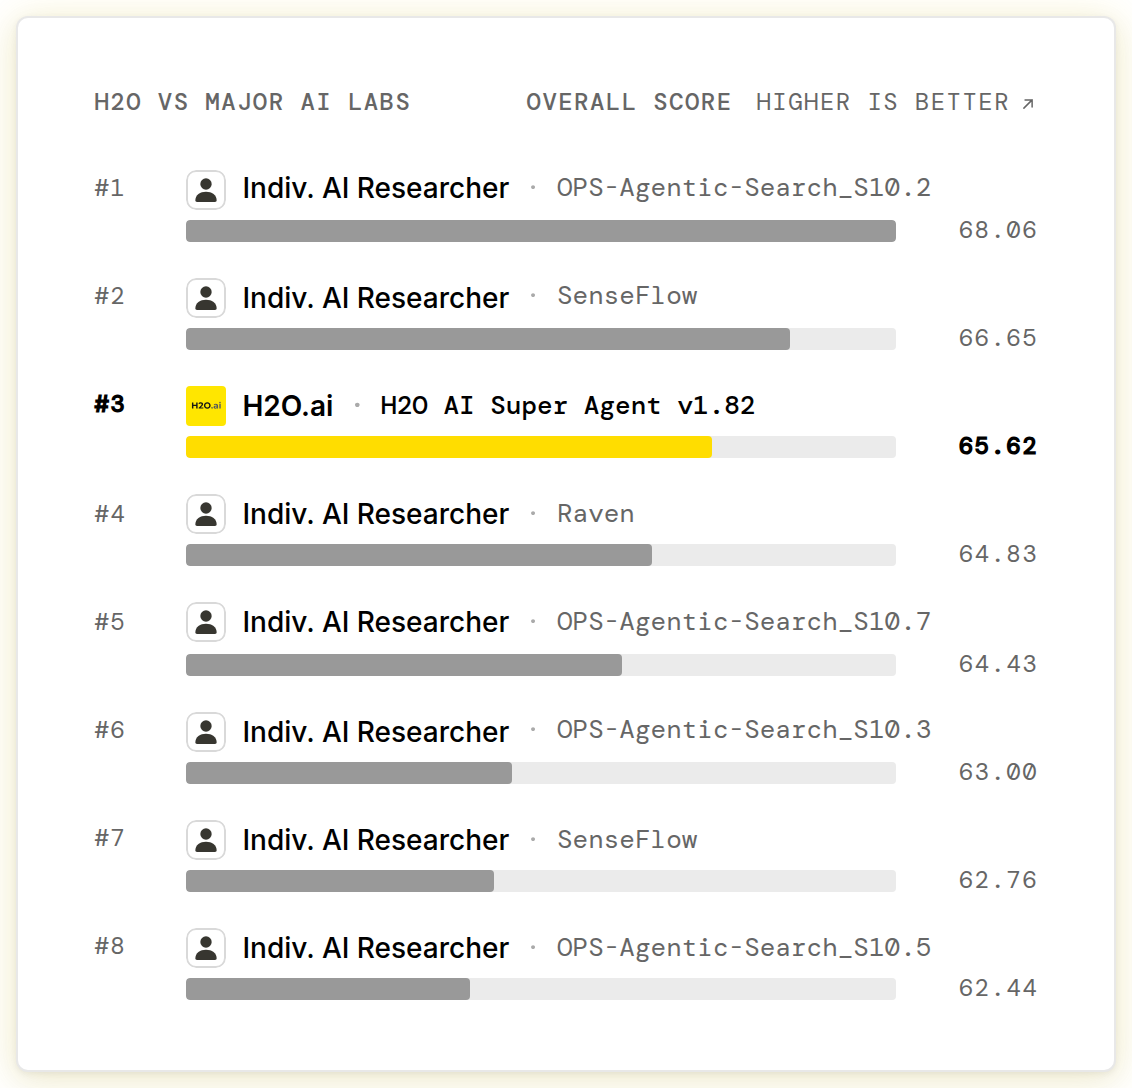 H2O VS MAJOR AI LABS OVERALL SCORE HIGHER IS BETTER ↗
#1 Indiv. AI Researcher · OPS-Agentic-Search_S10.2
68.06
#2 Indiv. AI Researcher · SenseFlow
66.65
#3 H2O.ai H2O.ai · H2O AI Super Agent v1.82
65.62
#4 Indiv. AI Researcher · Raven
64.83
#5 Indiv. AI Researcher · OPS-Agentic-Search_S10.7
64.43
#6 Indiv. AI Researcher · OPS-Agentic-Search_S10.3
63.00
#7 Indiv. AI Researcher · SenseFlow
62.76
#8 Indiv. AI Researcher · OPS-Agentic-Search_S10.5
62.44